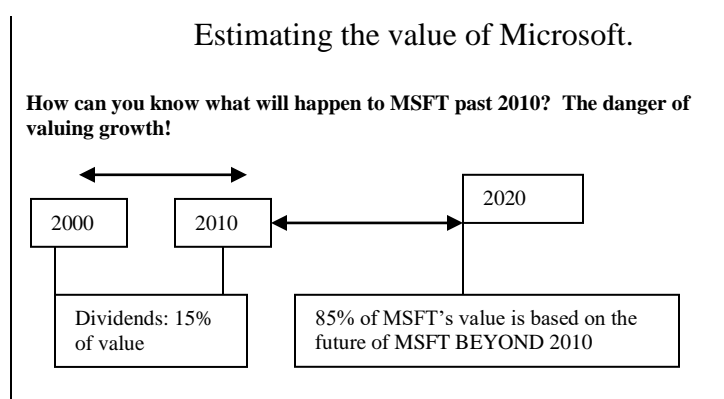 Estimating the value of Microsoft.
How can you know what will happen to MSFT past 2010?  The danger of
valuing growth!
2000
2010
2020
Dividends: 15%
of value
85% of MSFT’s value is based on the
future of MSFT BEYOND 2010